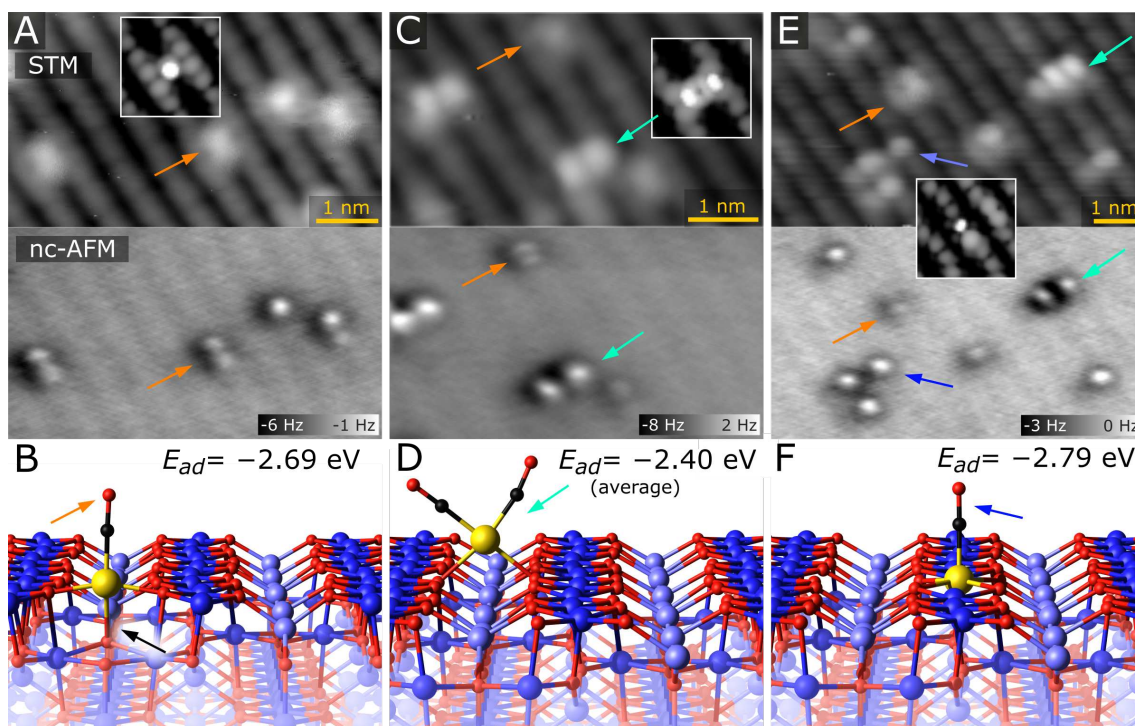 A
STM
1 nm
C
1 nm
E
1 nm
nc-AFM
-6 Hz -1 Hz
-8 Hz 2 Hz
-3 Hz 0 Hz
B
Ead= −2.69 eV
D
Ead= −2.40 eV
(average)
F
Ead= −2.79 eV